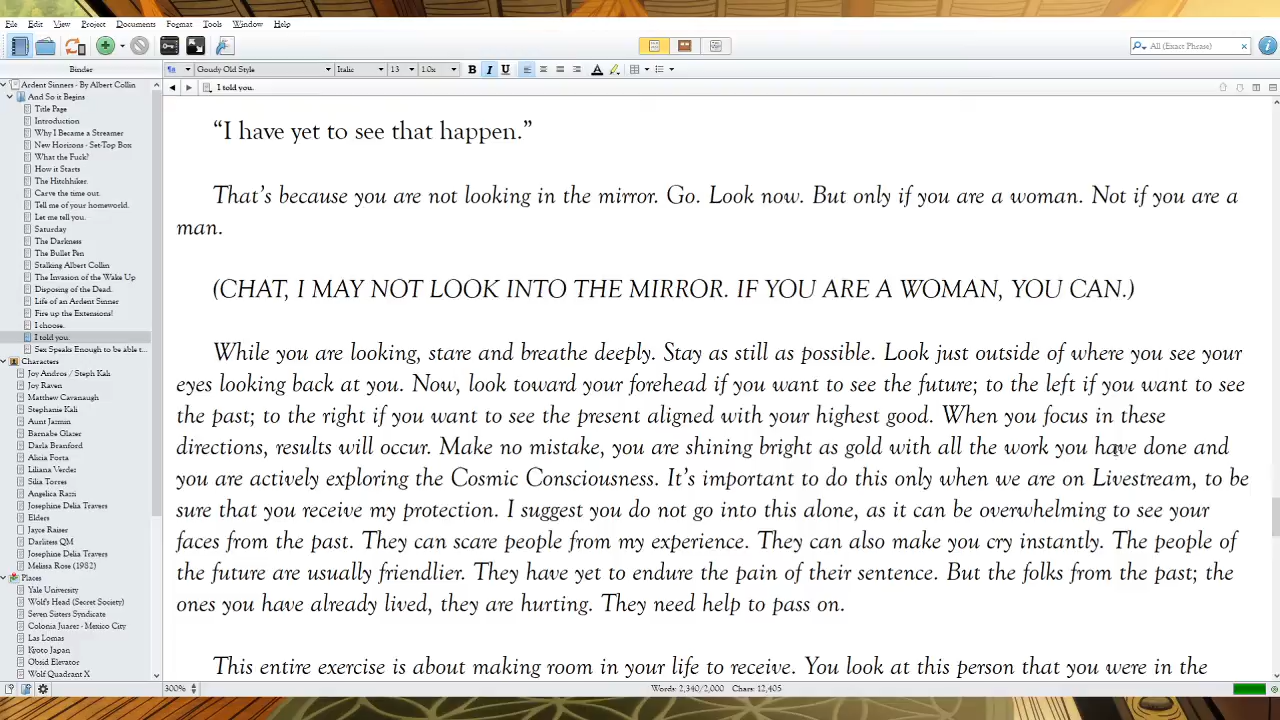 File Edit View Project Documents Format Tools Window Help
All (Exact Phrase)
Binder
Goudy Old Style Italic 13 1.0x B I U A
Ardent Sinners - By Albert Collin
And So it Begins
Title Page
Introduction
Why I Became a Streamer
New Horizons - Set-Top Box
What the Fuck?
How it Starts
The Hitchhiker.
Carve the time out.
Tell me of your homeworld.
Let me tell you.
Saturday
The Darkness
The Bullet Pen
Stalking Albert Collin
The Invasion of the Wake Up
Disposing of the Dead.
Life of an Ardent Sinner
Fire up the Extensions!
I choose.
I told you.
Sex Speaks Enough to be able t...
Characters
Joy Andros / Steph Kali
Joy Raven
Matthew Cavanaugh
Stephanie Kali
Aunt Jazmin
Barnabe Glazer
Darla Branford
Alicia Forta
Liliana Verdes
Silia Torres
Angelica Razn
Josephine Delia Travers
Elders
Jayce Raiser
Darlitess QM
Josephine Delia Travers
Melissa Rose (1982)
Places
Yale University
Wolf's Head (Secret Society)
Seven Sisters Syndicate
Colonia Juarez - Mexico City
Las Lomas
Kyoto Japan
Obsid Elevator
Wolf Quadrant X
I told you.
“I have yet to see that happen.”
That’s because you are not looking in the mirror. Go. Look now. But only if you are a woman. Not if you are a
man.
(CHAT, I MAY NOT LOOK INTO THE MIRROR. IF YOU ARE A WOMAN, YOU CAN.)
While you are looking, stare and breathe deeply. Stay as still as possible. Look just outside of where you see your
eyes looking back at you. Now, look toward your forehead if you want to see the future; to the left if you want to see
the past; to the right if you want to see the present aligned with your highest good. When you focus in these
directions, results will occur. Make no mistake, you are shining bright as gold with all the work you have done and
you are actively exploring the Cosmic Consciousness. It’s important to do this only when we are on Livestream, to be
sure that you receive my protection. I suggest you do not go into this alone, as it can be overwhelming to see your
faces from the past. They can scare people from my experience. They can also make you cry instantly. The people of
the future are usually friendlier. They have yet to endure the pain of their sentence. But the folks from the past; the
ones you have already lived, they are hurting. They need help to pass on.
This entire exercise is about making room in your life to receive. You look at this person that you were in the
300%
Words: 2,340/2,000 Chars: 12,405